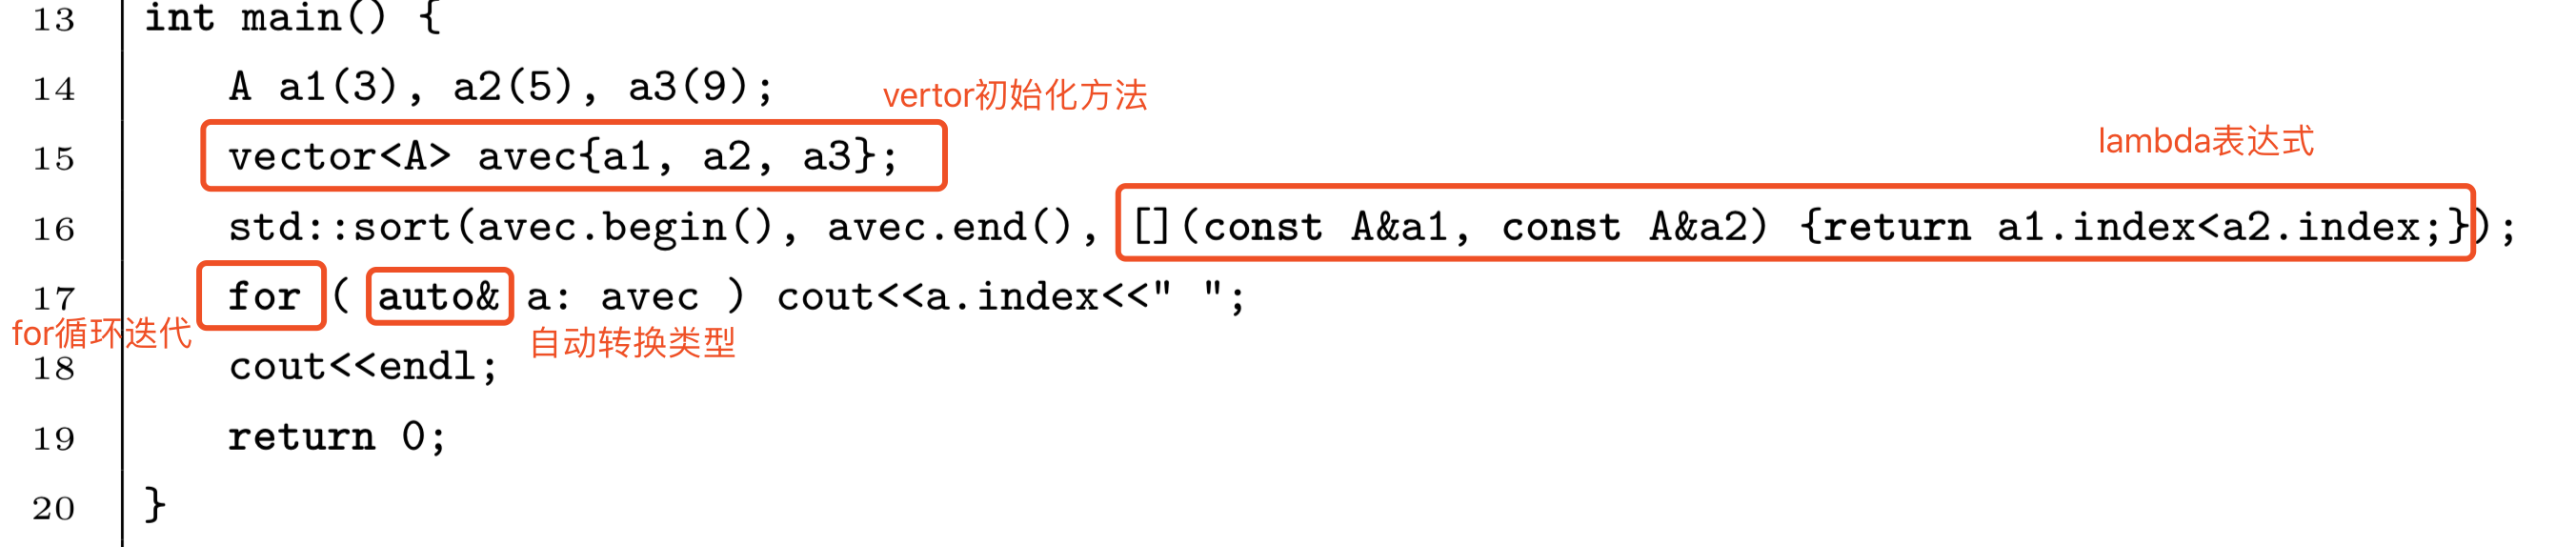 13 int main() {
14 A a1(3), a2(5), a3(9);
vertor初始化方法
15 vector<A> avec{a1, a2, a3};
lambda表达式
16 std::sort(avec.begin(), avec.end(), [](const A&a1, const A&a2) {return a1.index<a2.index;});
17 for ( auto& a: avec ) cout<<a.index<<" ";
for循环迭代
自动转换类型
18 cout<<endl;
19 return 0;
20 }